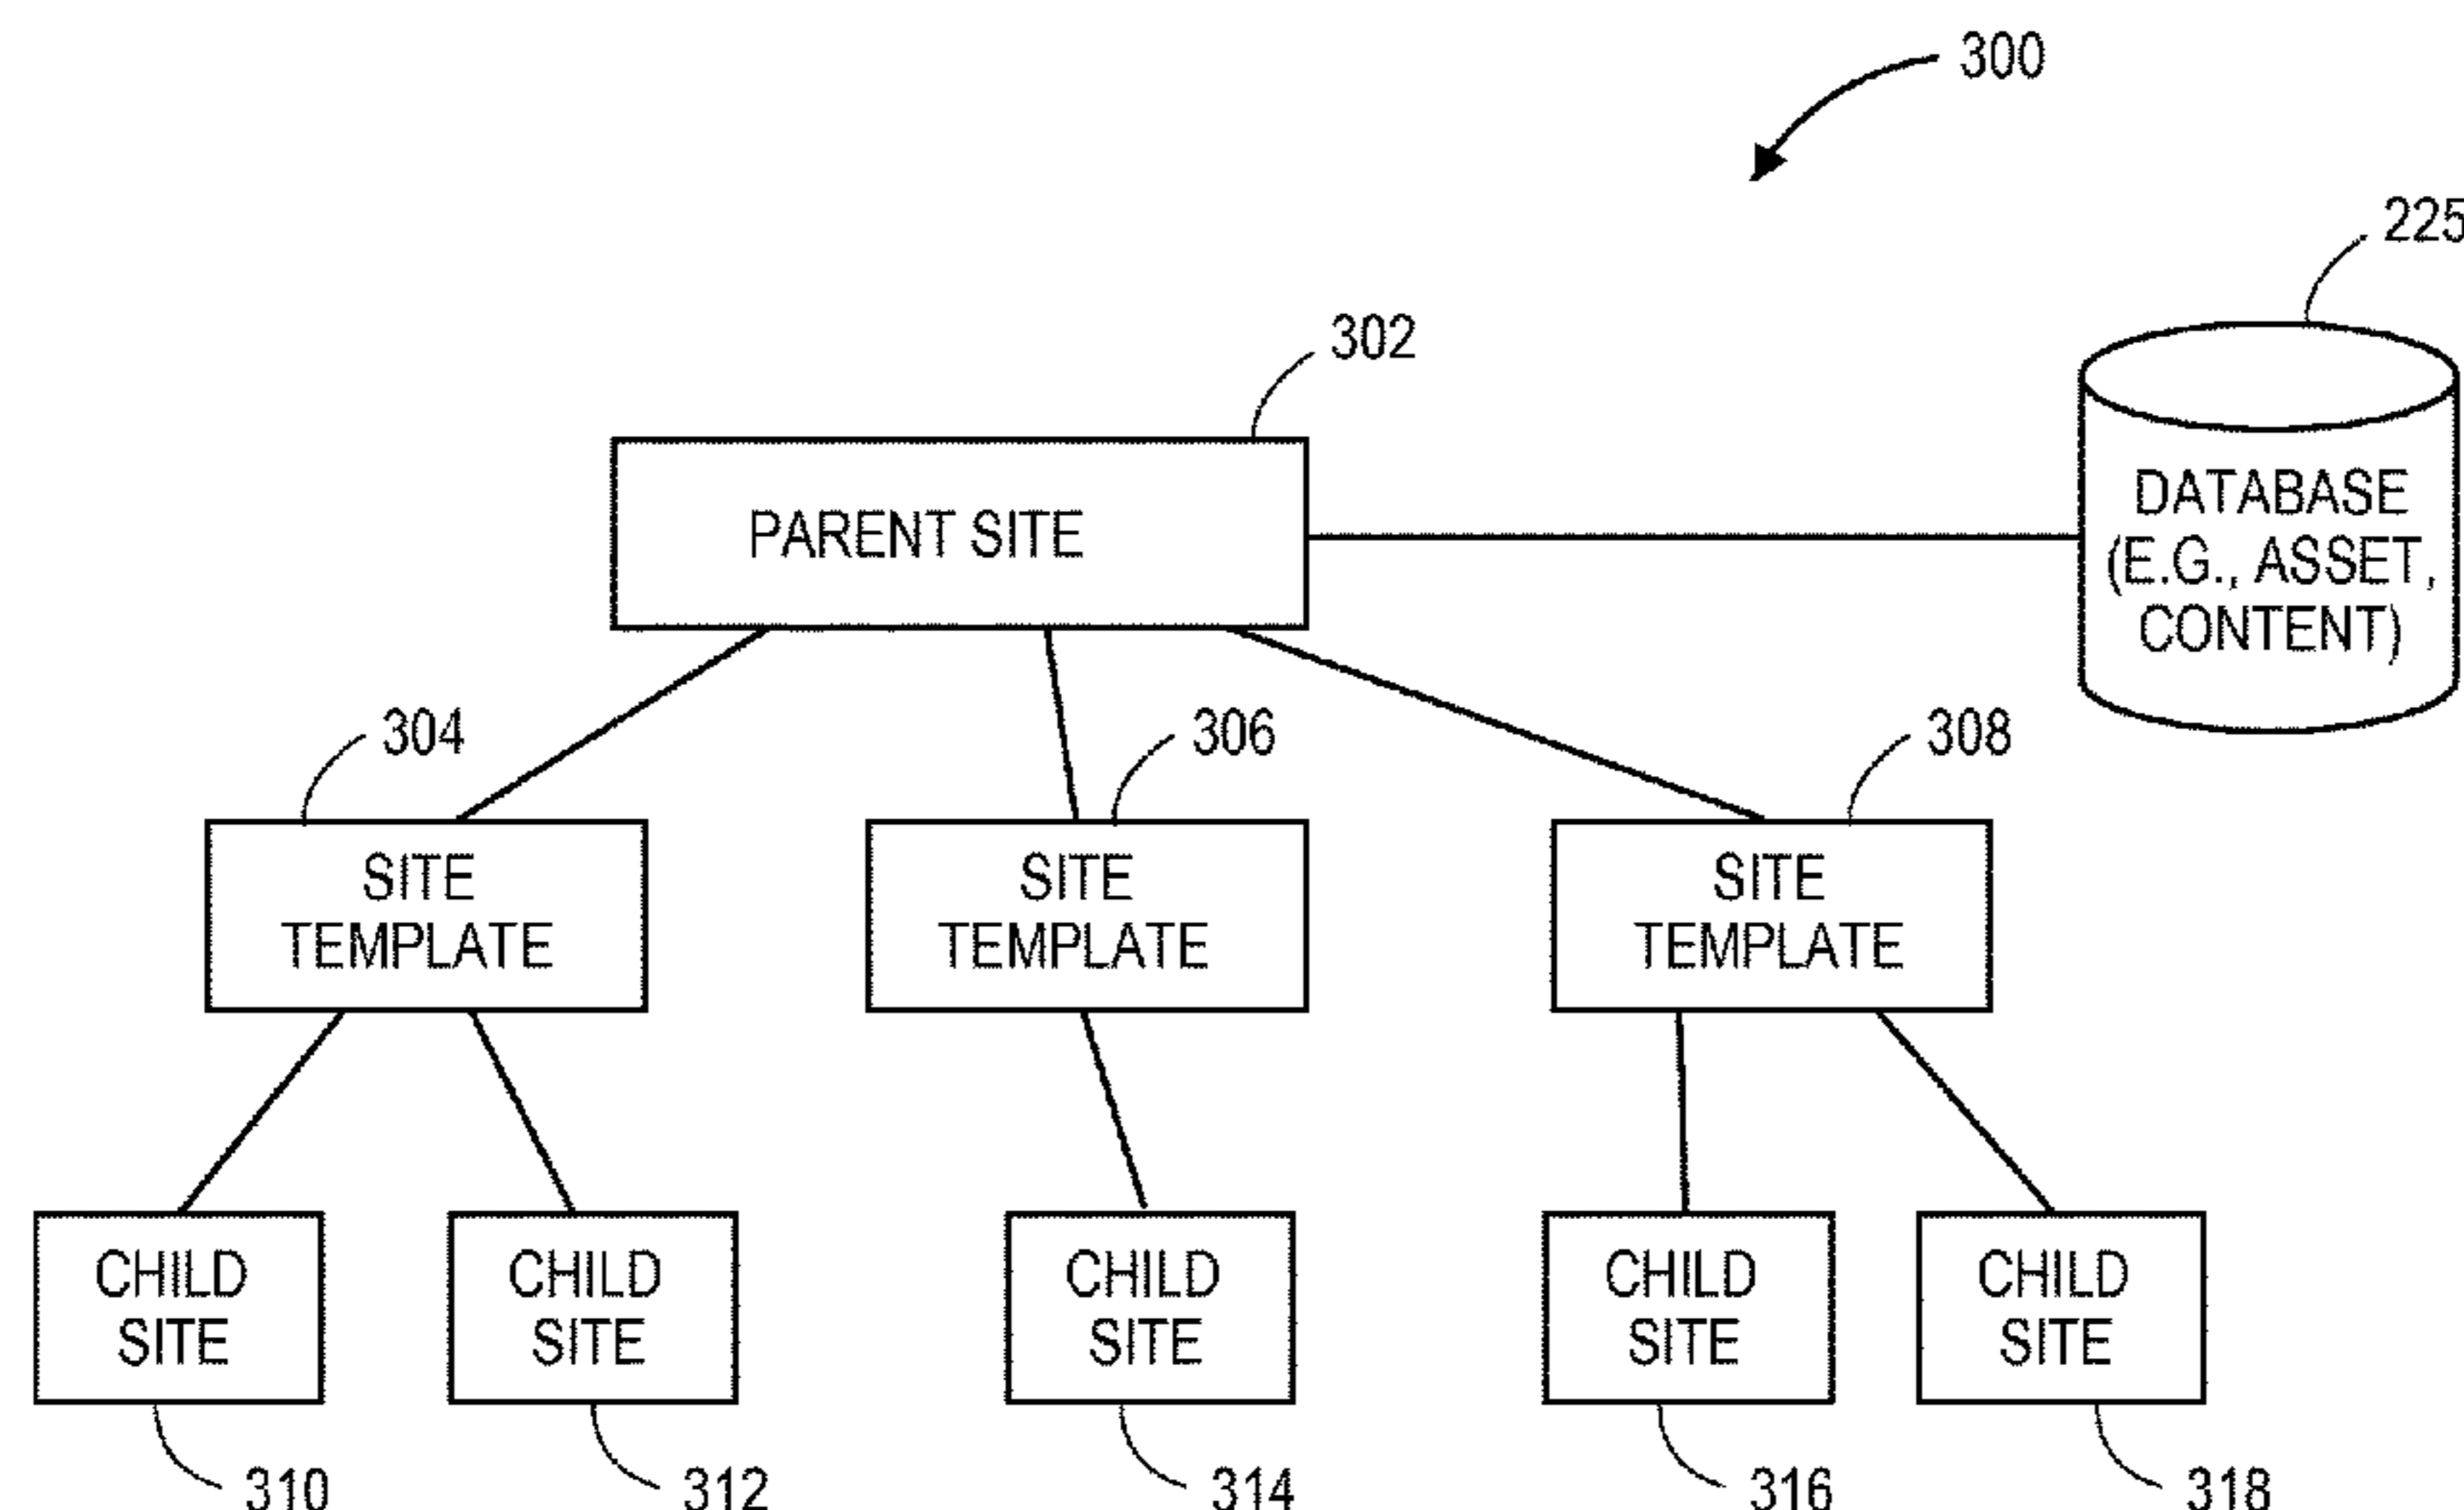 300
225
302
PARENT SITE
DATABASE
(E.G., ASSET,
CONTENT)
304
306
308
SITE
TEMPLATE
SITE
TEMPLATE
SITE
TEMPLATE
CHILD
SITE
CHILD
SITE
CHILD
SITE
CHILD
SITE
CHILD
SITE
310
312
314
316
318